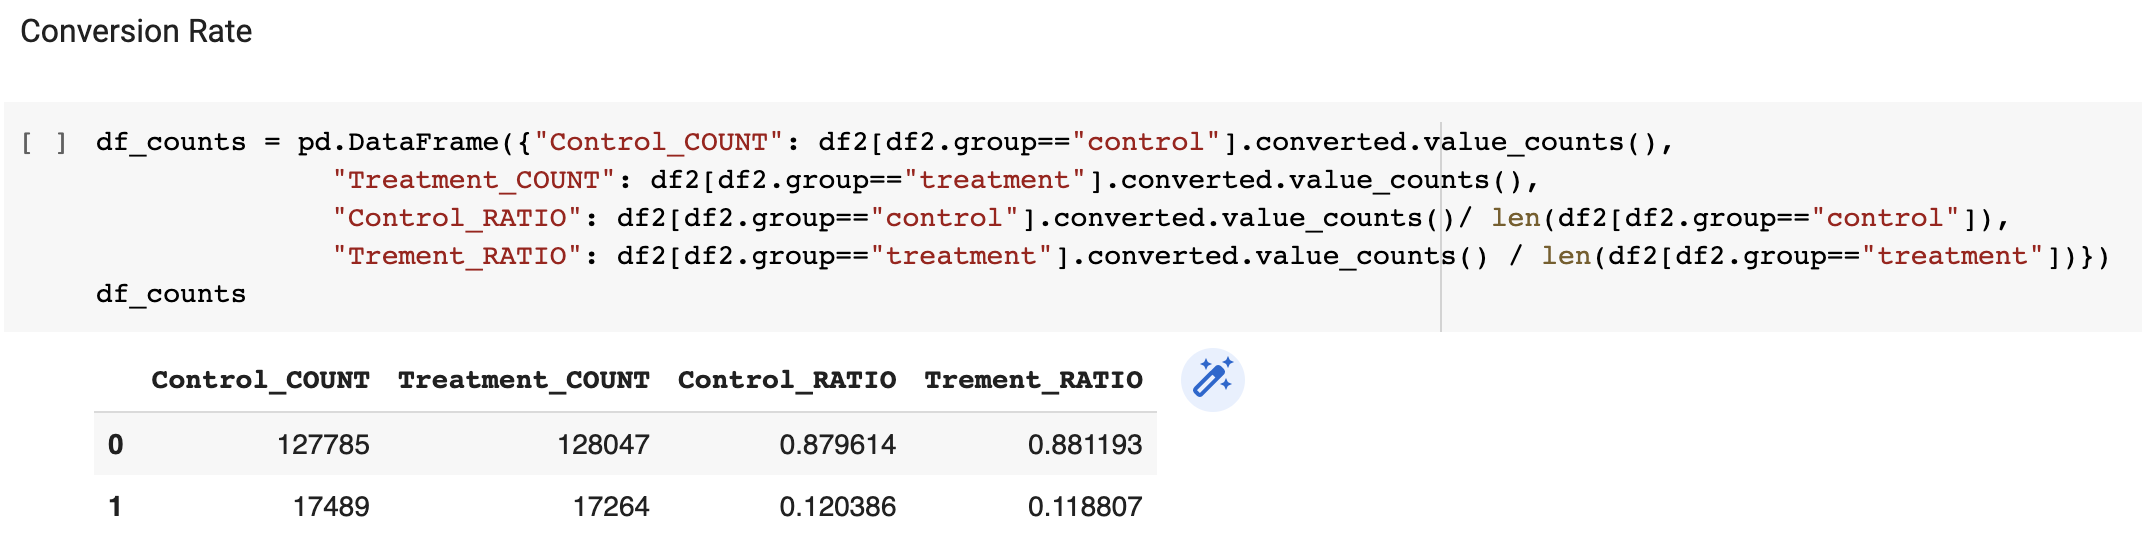 Conversion Rate
[ ] df_counts = pd.DataFrame({"Control_COUNT": df2[df2.group=="control"].converted.value_counts(),
"Treatment_COUNT": df2[df2.group=="treatment"].converted.value_counts(),
"Control_RATIO": df2[df2.group=="control"].converted.value_counts()/ len(df2[df2.group=="control"]),
"Trement_RATIO": df2[df2.group=="treatment"].converted.value_counts() / len(df2[df2.group=="treatment"])})
df_counts
Control_COUNT Treatment_COUNT Control_RATIO Trement_RATIO
0 127785 128047 0.879614 0.881193
1 17489 17264 0.120386 0.118807